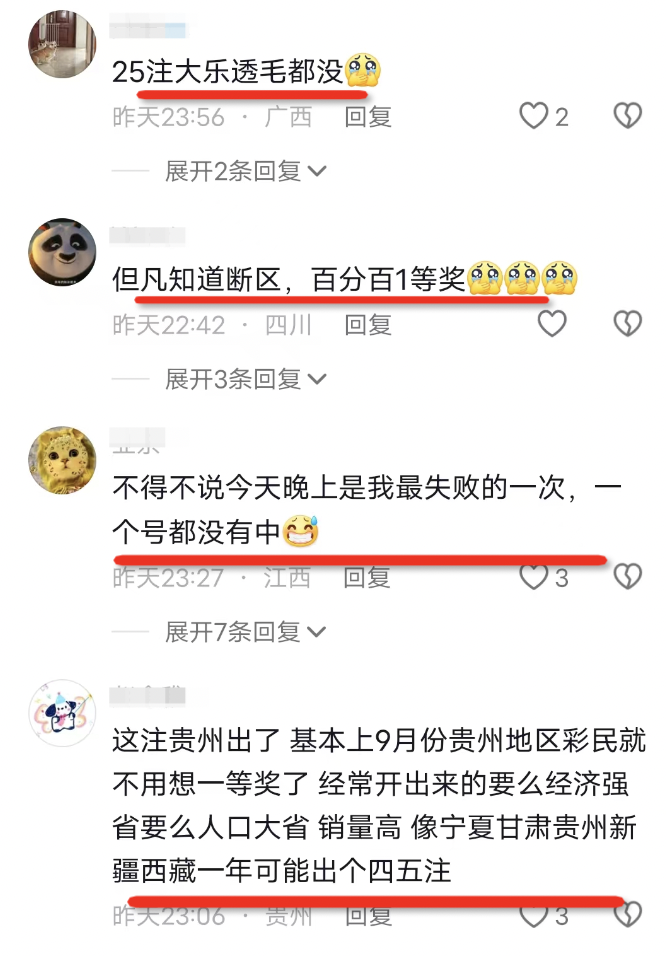 25注大乐透毛都没
昨天23:56 · 广西 回复 2
展开2条回复
但凡知道断区，百分百1等奖
昨天22:42 · 四川 回复
展开3条回复
不得不说今天晚上是我最失败的一次，一
个号都没有中
昨天23:27 · 江西 回复 3
展开7条回复
这注贵州出了 基本上9月份贵州地区彩民就
不用想一等奖了 经常开出来的要么经济强
省要么人口大省 销量高 像宁夏甘肃贵州新
疆西藏一年可能出个四五注
昨天23:06 · 贵州 回复 3